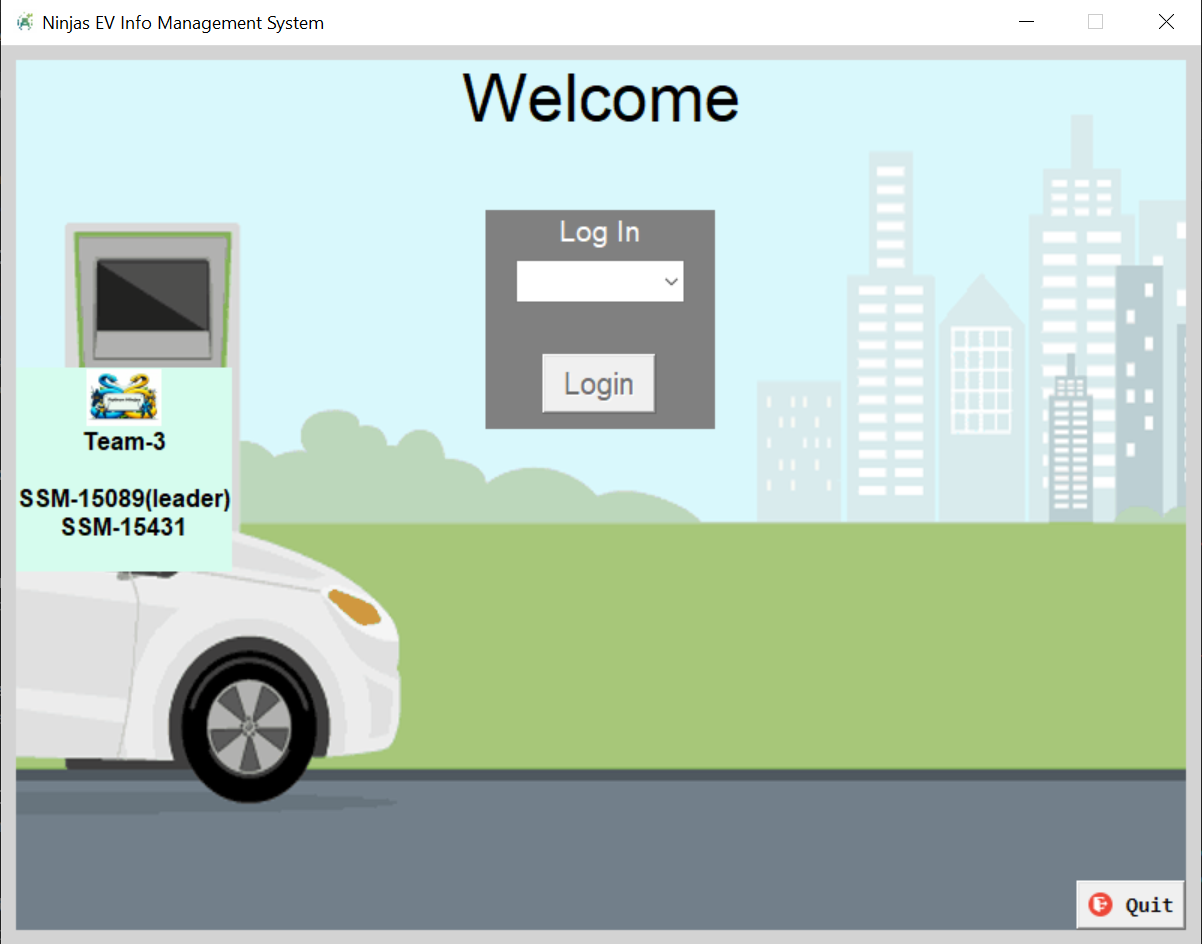 Ninjas EV Info Management System
Welcome
Log In
Login
Team-3
SSM-15089(leader)
SSM-15431
Quit